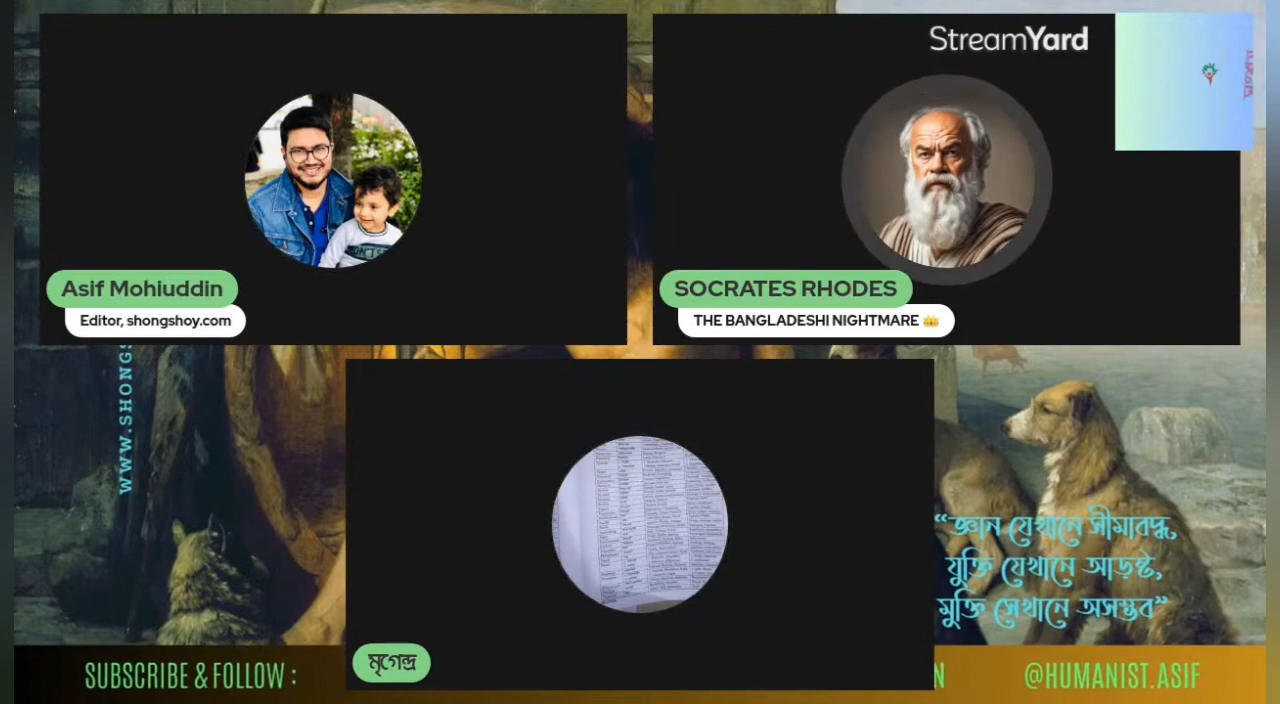 StreamYard
Asif Mohiuddin
Editor, shongshoy.com
SOCRATES RHODES
THE BANGLADESHI NIGHTMARE 👑
WWW.SHONGS
“জ্ঞান যেখানে সীমাবদ্ধ,
যুক্তি যেখানে আড়ষ্ট,
মুক্তি সেখানে অসম্ভব”
মৃগেন্দ্র
SUBSCRIBE & FOLLOW :
N
@HUMANIST.ASIF